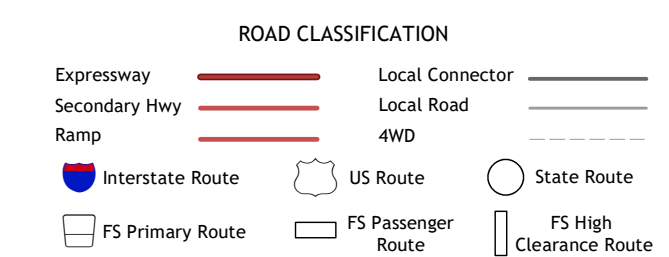 ROAD CLASSIFICATION
Expressway
Local Connector
Secondary Hwy
Local Road
Ramp
4WD
Interstate Route
US Route
State Route
FS Primary Route
FS Passenger
Route
FS High
Clearance Route